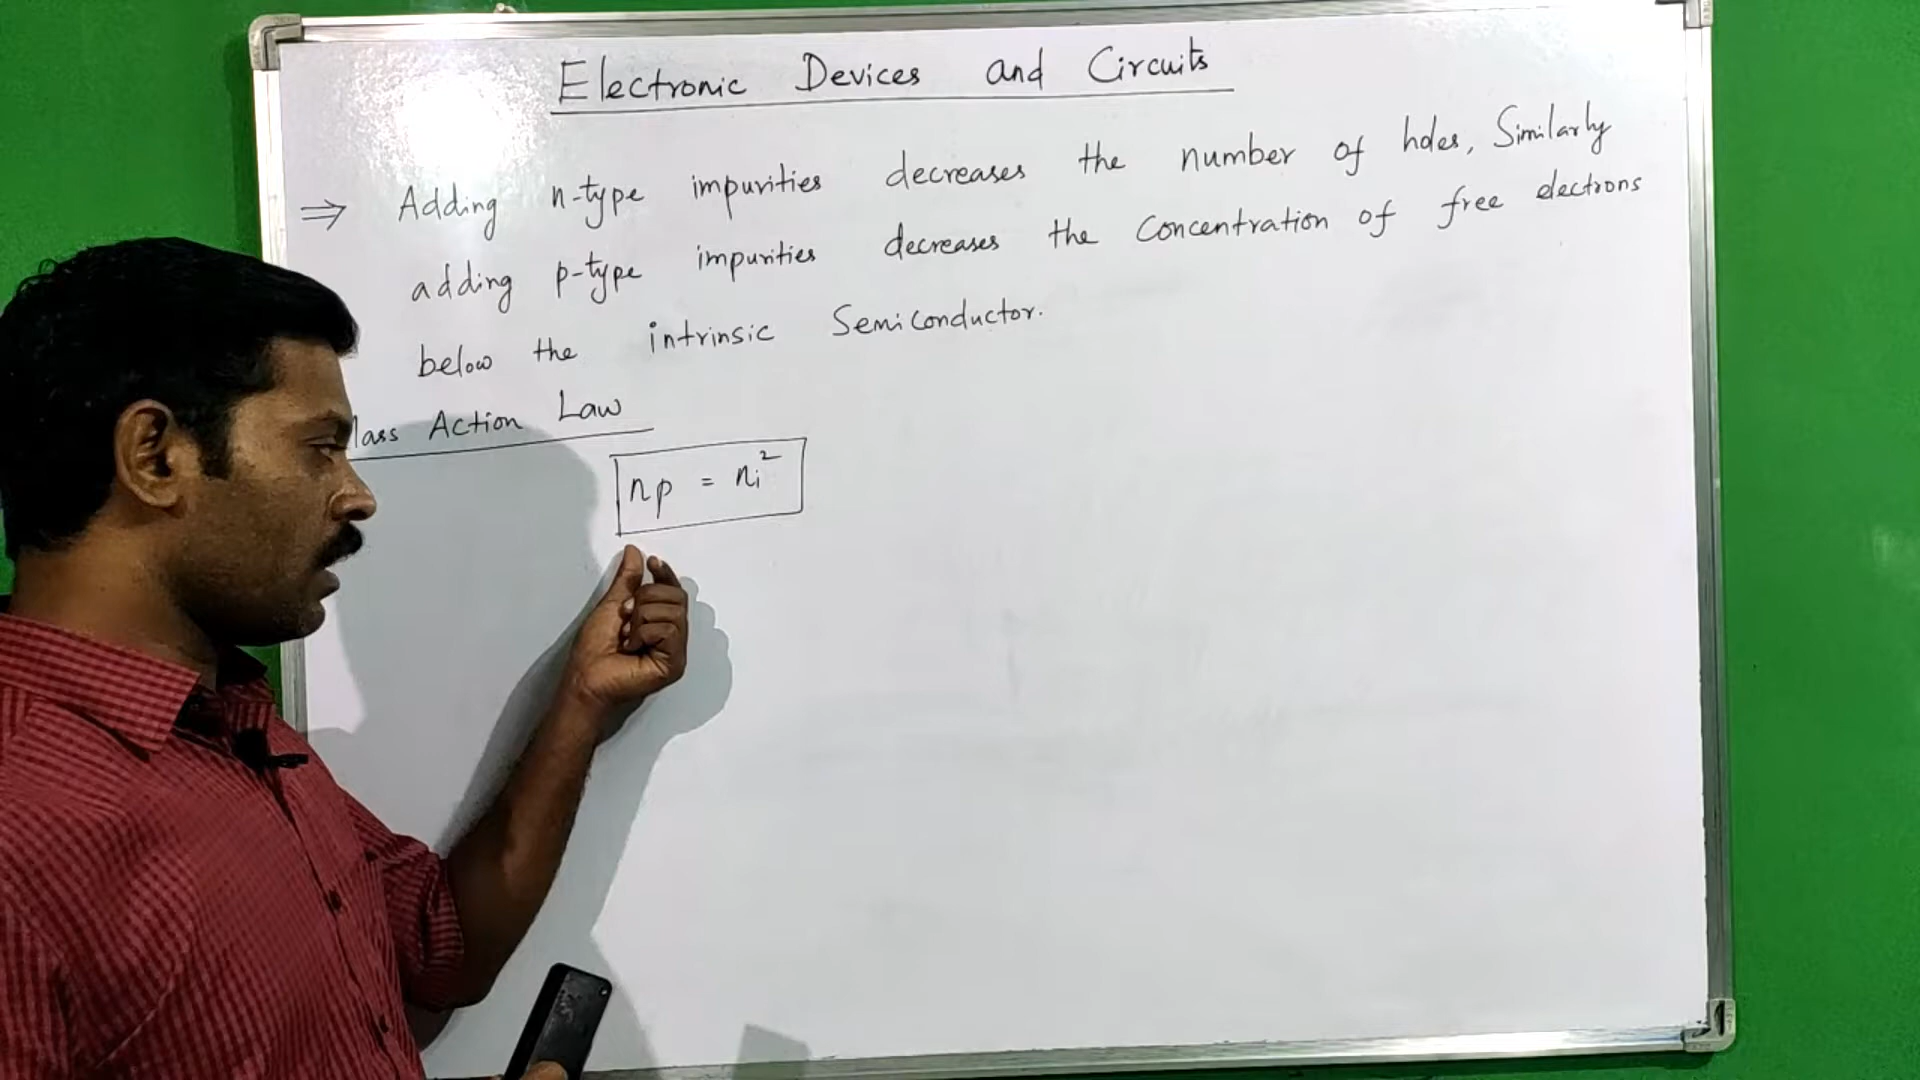 Electronic Devices and Circuits
⇒ Adding n-type impurities decreases the number of holes, Similarly
adding p-type impurities decreases the concentration of free electrons
below the intrinsic Semiconductor.
Action Law
np = ni²